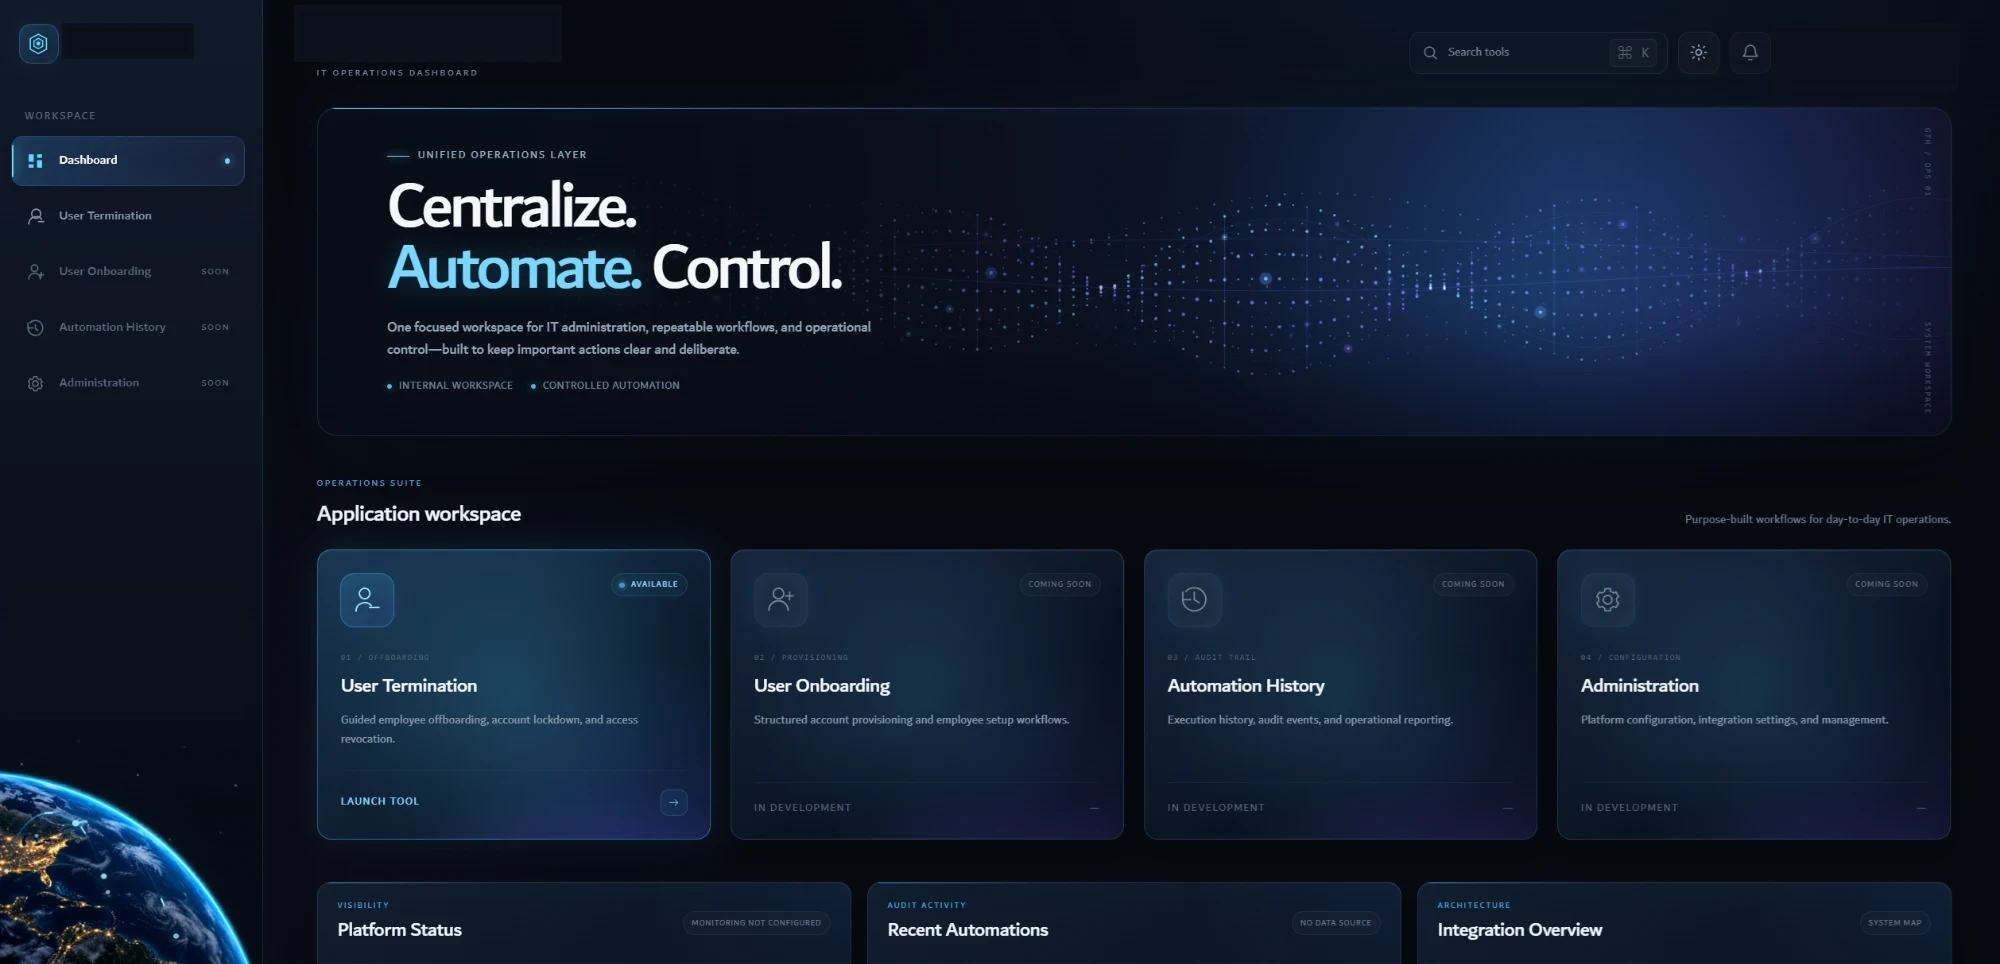 WORKSPACE
Dashboard
User Termination
User Onboarding SOON
Automation History SOON
Administration SOON
IT OPERATIONS DASHBOARD
Search tools ⌘ K
UNIFIED OPERATIONS LAYER
Centralize.
Automate. Control.
One focused workspace for IT administration, repeatable workflows, and operational
control—built to keep important actions clear and deliberate.
INTERNAL WORKSPACE CONTROLLED AUTOMATION
GTH / OPS 01
SYSTEM WORKSPACE
OPERATIONS SUITE
Application workspace
Purpose-built workflows for day-to-day IT operations.
AVAILABLE
01 / OFFBOARDING
User Termination
Guided employee offboarding, account lockdown, and access
revocation.
LAUNCH TOOL →
COMING SOON
02 / PROVISIONING
User Onboarding
Structured account provisioning and employee setup workflows.
IN DEVELOPMENT —
COMING SOON
03 / AUDIT TRAIL
Automation History
Execution history, audit events, and operational reporting.
IN DEVELOPMENT —
COMING SOON
04 / CONFIGURATION
Administration
Platform configuration, integration settings, and management.
IN DEVELOPMENT —
VISIBILITY
Platform Status
MONITORING NOT CONFIGURED
AUDIT ACTIVITY
Recent Automations
NO DATA SOURCE
ARCHITECTURE
Integration Overview
SYSTEM MAP